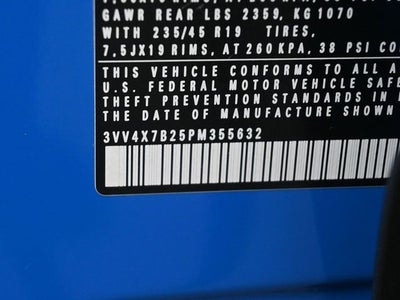 GAWR REAR LBS 2359, KG 1070
WITH 235/45 R19 TIRES,
7,5JX19 RIMS, AT 260KPA, 38 PSI CO
THIS VEHICLE CONFORMS TO ALL A
U.S. FEDERAL MOTOR VEHICLE SAFE
THEFT PREVENTION STANDARDS IN
THE DATE OF MANUFACTURE SHOWN
3VV4X7B25PM355632